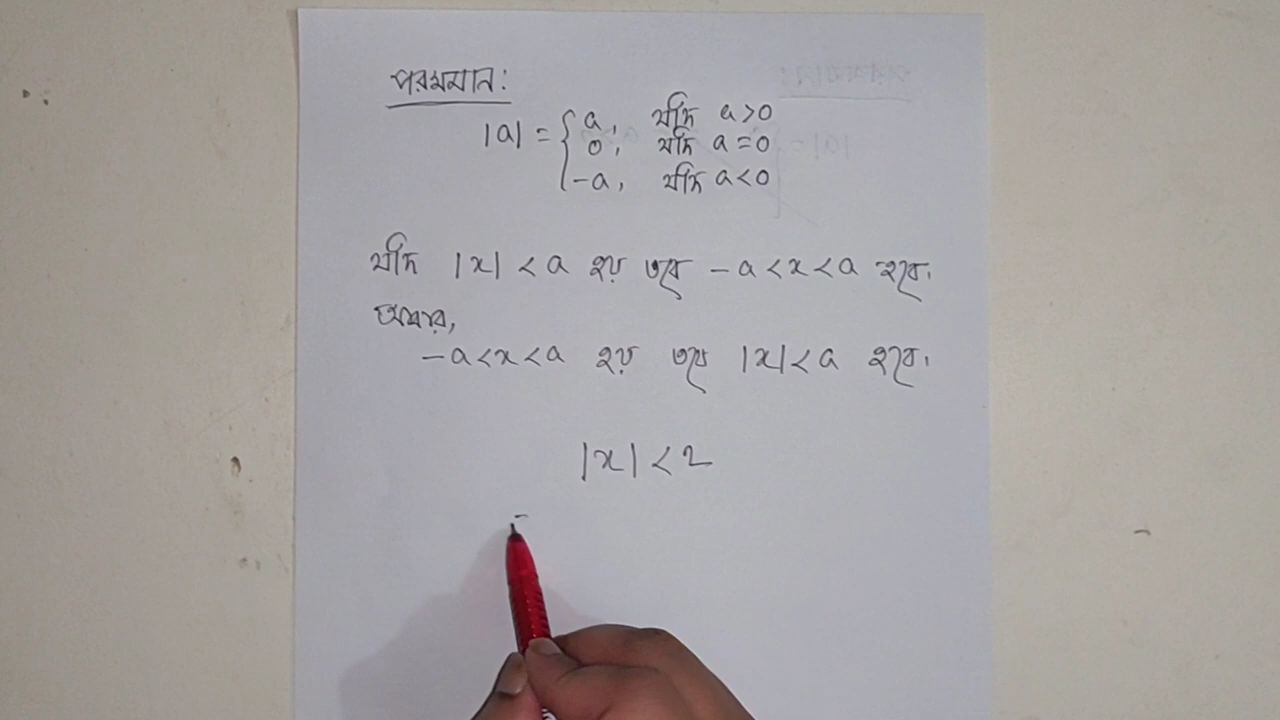 পরমমান:
|a| = { a, যদি a>0
0, যদি a=0
-a, যদি a<0
যদি |x| < a হয় তবে -a<x<a হবে।
আবার,
-a<x<a হয় তবে |x|<a হবে।
|x| < 2
-